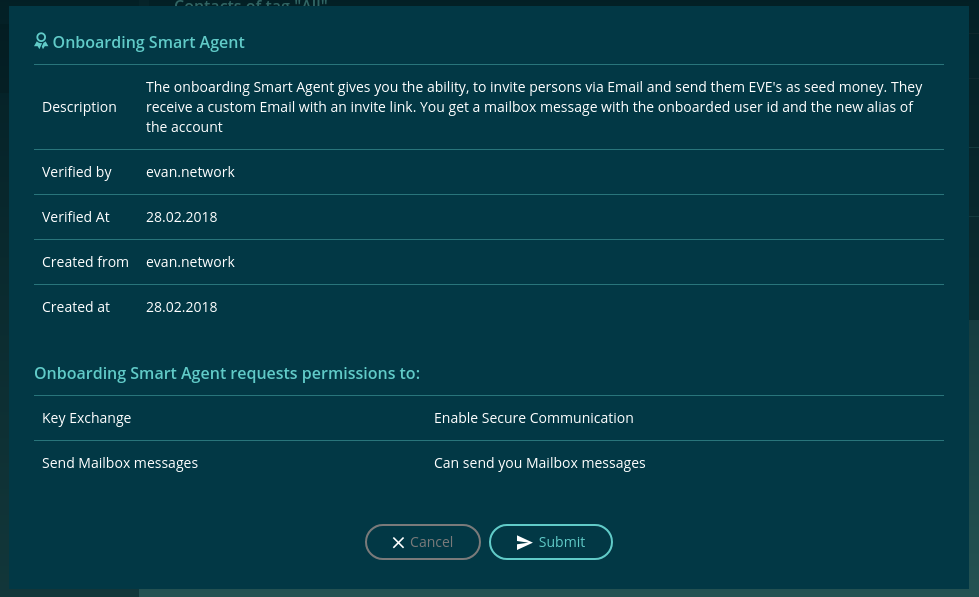 Contacts of tag "All"
Onboarding Smart Agent
Description
The onboarding Smart Agent gives you the ability, to invite persons via Email and send them EVE's as seed money. They
receive a custom Email with an invite link. You get a mailbox message with the onboarded user id and the new alias of
the account
Verified by evan.network
Verified At 28.02.2018
Created from evan.network
Created at 28.02.2018
Onboarding Smart Agent requests permissions to:
Key Exchange Enable Secure Communication
Send Mailbox messages Can send you Mailbox messages
Cancel Submit